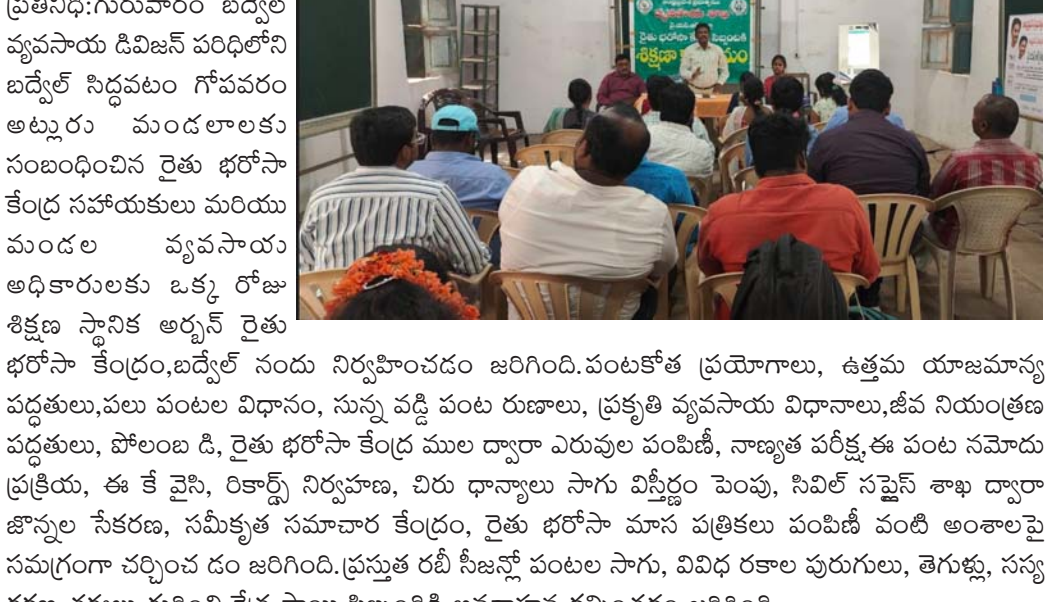 ప్రతినిధి:గురువారం బద్వేల్
వ్యవసాయ డివిజన్ పరిధిలోని
బద్వేల్ సిద్ధవటం గోపవరం
అట్లురు మండలాలకు
సంబంధించిన రైతు భరోసా
కేంద్ర సహాయకులు మరియు
మండల వ్యవసాయ
అధికారులకు ఒక్క రోజు
శిక్షణ స్థానిక అర్బన్ రైతు
భరోసా కేంద్రం,బద్వేల్ నందు నిర్వహించడం జరిగింది.పంటకోత ప్రయోగాలు, ఉత్తమ యాజమాన్య
పద్ధతులు,పలు పంటల విధానం, సున్న వడ్డి పంట రుణాలు, ప్రకృతి వ్యవసాయ విధానాలు,జీవ నియంత్రణ
పద్ధతులు, పోలంబ డి, రైతు భరోసా కేంద్ర ముల ద్వారా ఎరువుల పంపిణీ, నాణ్యత పరీక్ష,ఈ పంట నమోదు
ప్రక్రియ, ఈ కే వైసి, రికార్డ్స్ నిర్వహణ, చిరు ధాన్యాలు సాగు విస్తీర్ణం పెంపు, సివిల్ సప్లైస్ శాఖ ద్వారా
జొన్నల సేకరణ, సమీకృత సమాచార కేంద్రం, రైతు భరోసా మాస పత్రికలు పంపిణీ వంటి అంశాలపై
సమగ్రంగా చర్చించ డం జరిగింది.ప్రస్తుత రబీ సీజన్లో పంటల సాగు, వివిధ రకాల పురుగులు, తెగుళ్లు, సస్య
వ్యవసాయ శాఖ
రైతు భరోసా